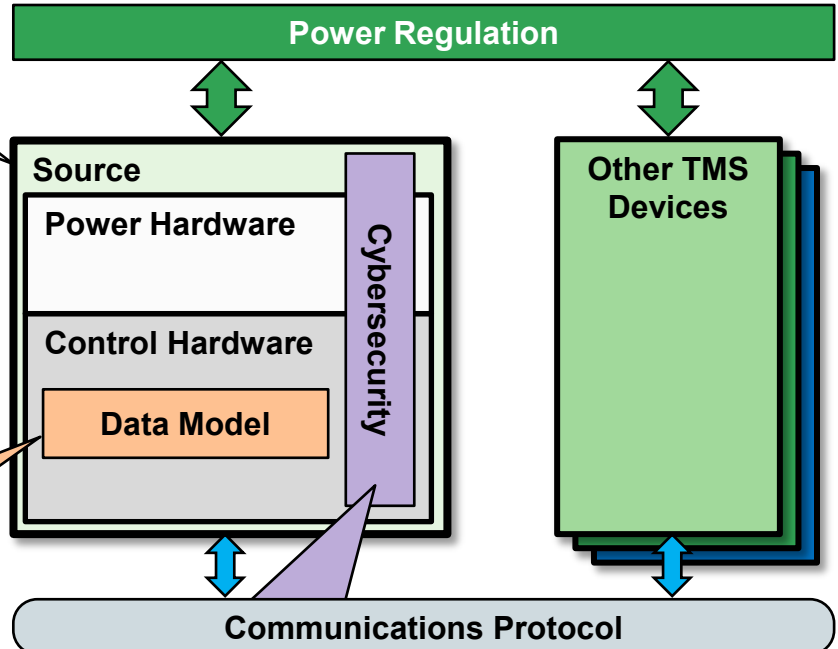 Power Regulation
Source
Power Hardware
Control Hardware
Data Model
Cybersecurity
Other TMS
Devices
Communications Protocol